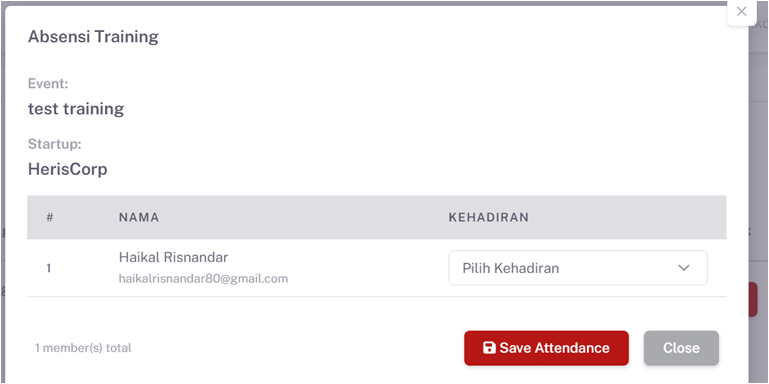 Absensi Training
Event:
test training
Startup:
HerisCorp
# NAMA KEHADIRAN
1 Haikal Risnandar Pilih Kehadiran
haikalrisnandar80@gmail.com
1 member(s) total Save Attendance Close